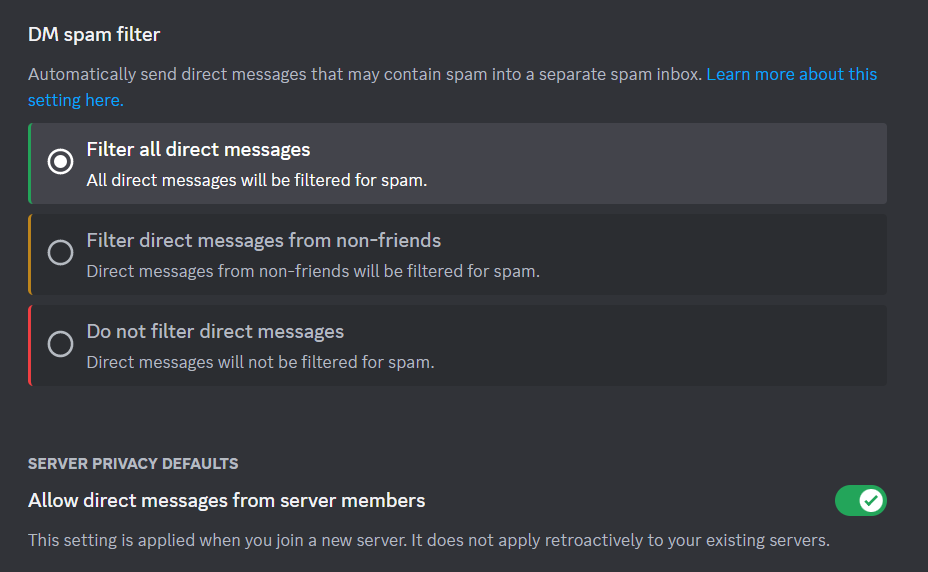 DM spam filter
Automatically send direct messages that may contain spam into a separate spam inbox. Learn more about this
setting here.
Filter all direct messages
All direct messages will be filtered for spam.
Filter direct messages from non-friends
Direct messages from non-friends will be filtered for spam.
Do not filter direct messages
Direct messages will not be filtered for spam.
SERVER PRIVACY DEFAULTS
Allow direct messages from server members
This setting is applied when you join a new server. It does not apply retroactively to your existing servers.